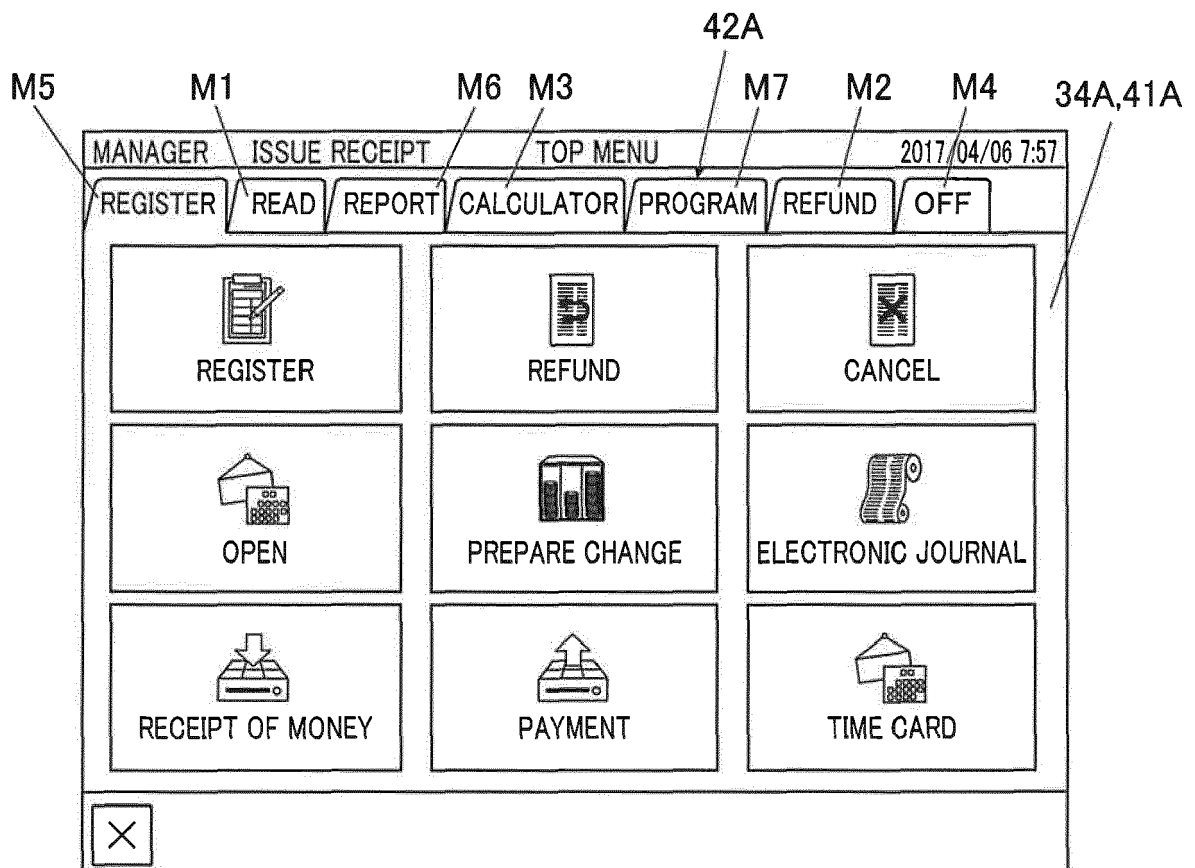 42A
M5 M1 M6 M3 M7 M2 M4 34A,41A
MANAGER ISSUE RECEIPT TOP MENU 2017/04/06 7:57
REGISTER READ REPORT CALCULATOR PROGRAM REFUND OFF
REGISTER REFUND CANCEL
OPEN PREPARE CHANGE ELECTRONIC JOURNAL
RECEIPT OF MONEY PAYMENT TIME CARD